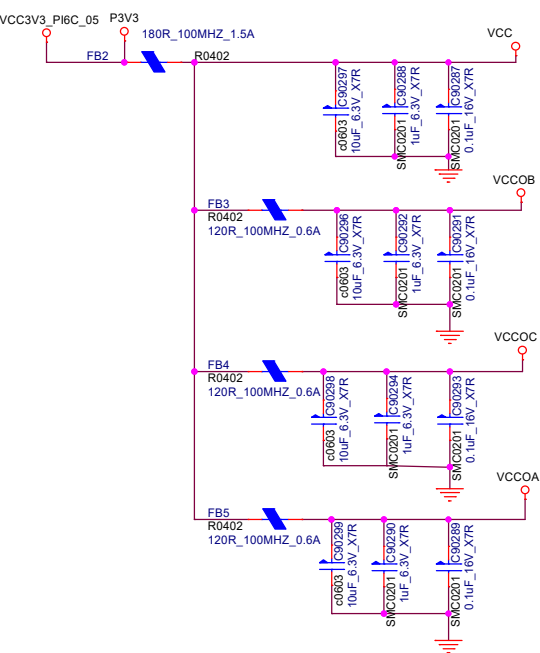 VCC3V3_PI6C_05
P3V3
180R_100MHZ_1.5A
VCC
FB2
R0402
C90297
10uF_6.3V_X7R
c0603
C90288
1uF_6.3V_X7R
SMC0201
C90287
0.1uF_16V_X7R
SMC0201
VCCOB
FB3
R0402
120R_100MHZ_0.6A
C90296
10uF_6.3V_X7R
c0603
C90292
1uF_6.3V_X7R
SMC0201
C90291
0.1uF_16V_X7R
SMC0201
VCCOC
FB4
R0402
120R_100MHZ_0.6A
C90298
10uF_6.3V_X7R
c0603
C90294
1uF_6.3V_X7R
SMC0201
C90293
0.1uF_16V_X7R
SMC0201
VCCOA
FB5
R0402
120R_100MHZ_0.6A
C90299
10uF_6.3V_X7R
c0603
C90290
1uF_6.3V_X7R
SMC0201
C90289
0.1uF_16V_X7R
SMC0201